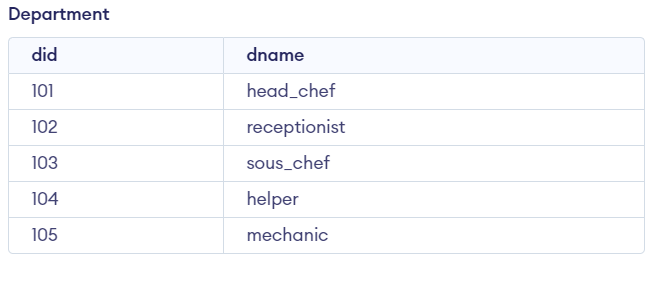 Department
did dname
101 head_chef
102 receptionist
103 sous_chef
104 helper
105 mechanic